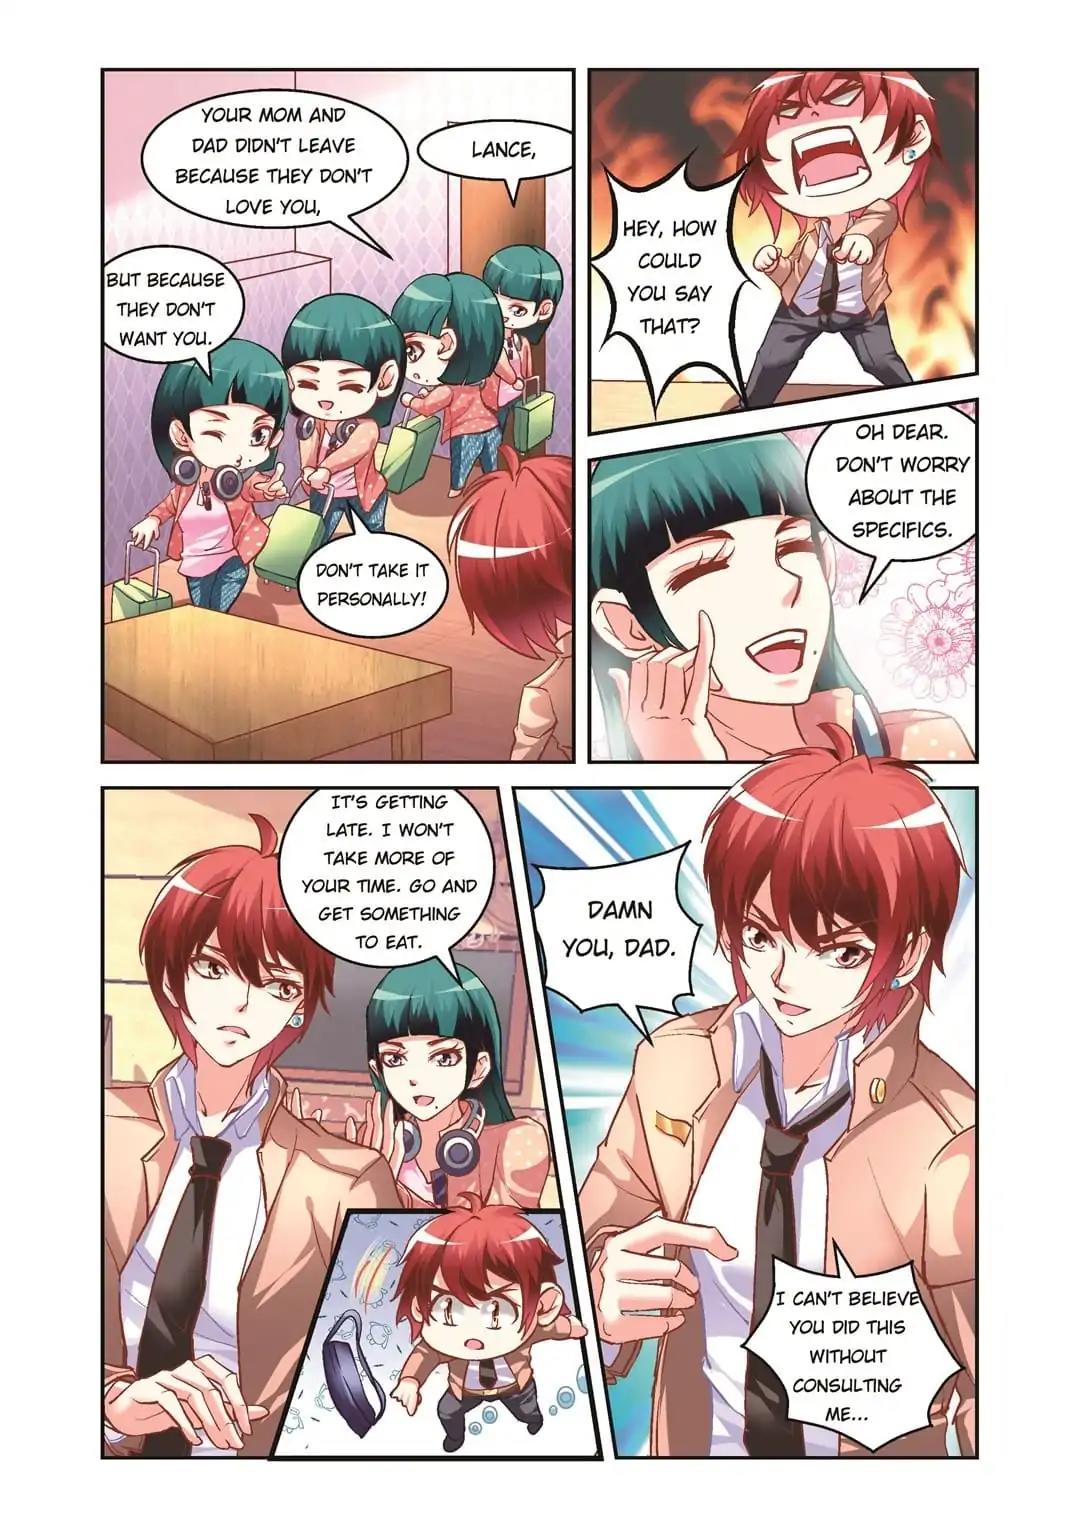 LANCE,
YOUR MOM AND
DAD DIDN'T LEAVE
BECAUSE THEY DON'T
LOVE YOU,
BUT BECAUSE
THEY DON'T
WANT YOU.
DON'T TAKE IT
PERSONALLY!
HEY, HOW
COULD
YOU SAY
THAT?
OH DEAR.
DON'T WORRY
ABOUT THE
SPECIFICS.
IT'S GETTING
LATE. I WON'T
TAKE MORE OF
YOUR TIME. GO AND
GET SOMETHING
TO EAT.
DAMN
YOU, DAD.
I CAN'T BELIEVE
YOU DID THIS
WITHOUT
CONSULTING
ME...